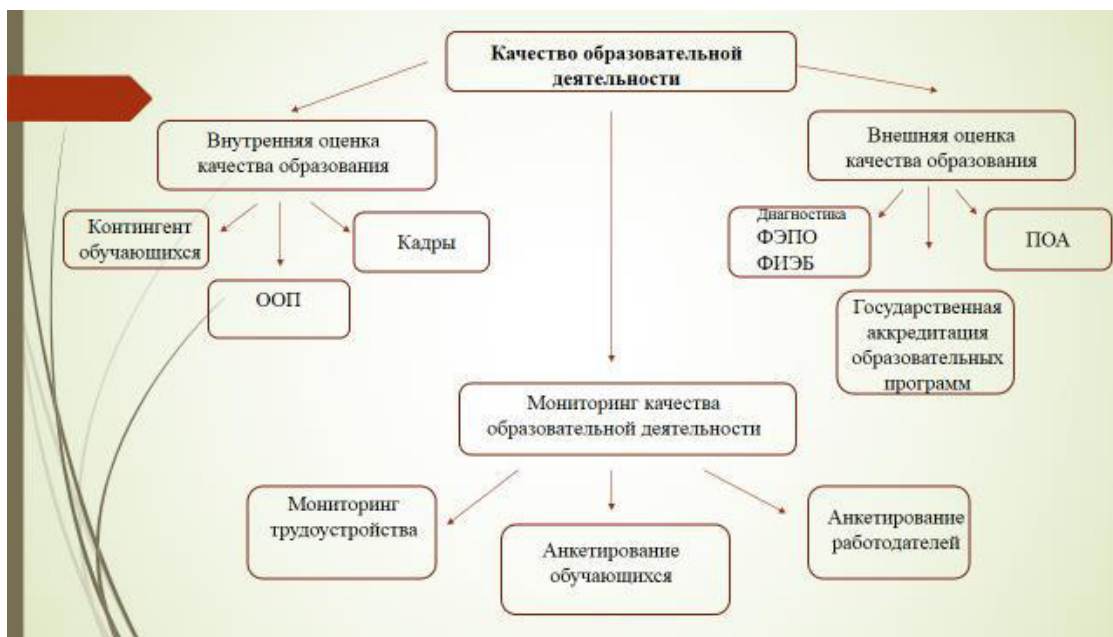 Качество образовательной
деятельности
Внутренняя оценка
качества образования
Внешняя оценка
качества образования
Контингент
обучающихся
Кадры
ООП
Диагностика
ФЭПО
ФИЭБ
ПОА
Государственная
аккредитация
образовательных
программ
Мониторинг качества
образовательной деятельности
Мониторинг
трудоустройства
Анкетирование
обучающихся
Анкетирование
работодателей